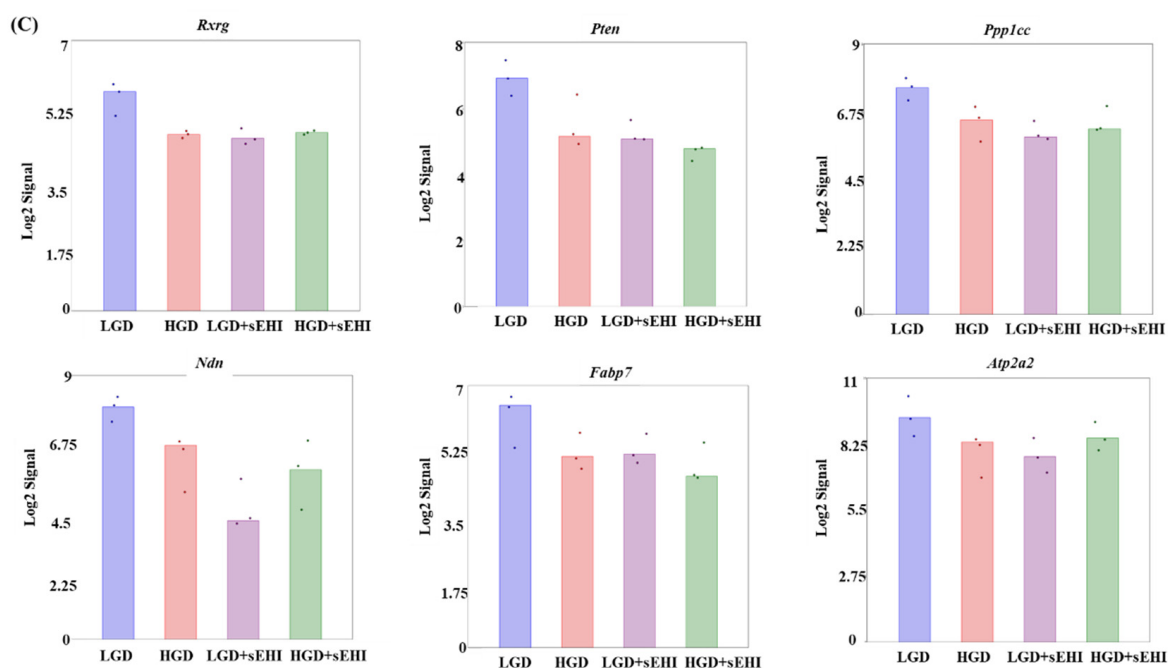 (C)
Rxrg
7
5.25
3.5
1.75
0
Log2 Signal
LGD HGD LGD+sEHI HGD+sEHI
Pten
8
6
4
2
0
Log2 Signal
LGD HGD LGD+sEHI HGD+sEHI
Ppp1cc
9
6.75
4.5
2.25
0
Log2 Signal
LGD HGD LGD+sEHI HGD+sEHI
Ndn
9
6.75
4.5
2.25
0
Log2 Signal
LGD HGD LGD+sEHI HGD+sEHI
Fabp7
7
5.25
3.5
1.75
0
Log2 Signal
LGD HGD LGD+sEHI HGD+sEHI
Atp2a2
11
8.25
5.5
2.75
0
Log2 Signal
LGD HGD LGD+sEHI HGD+sEHI